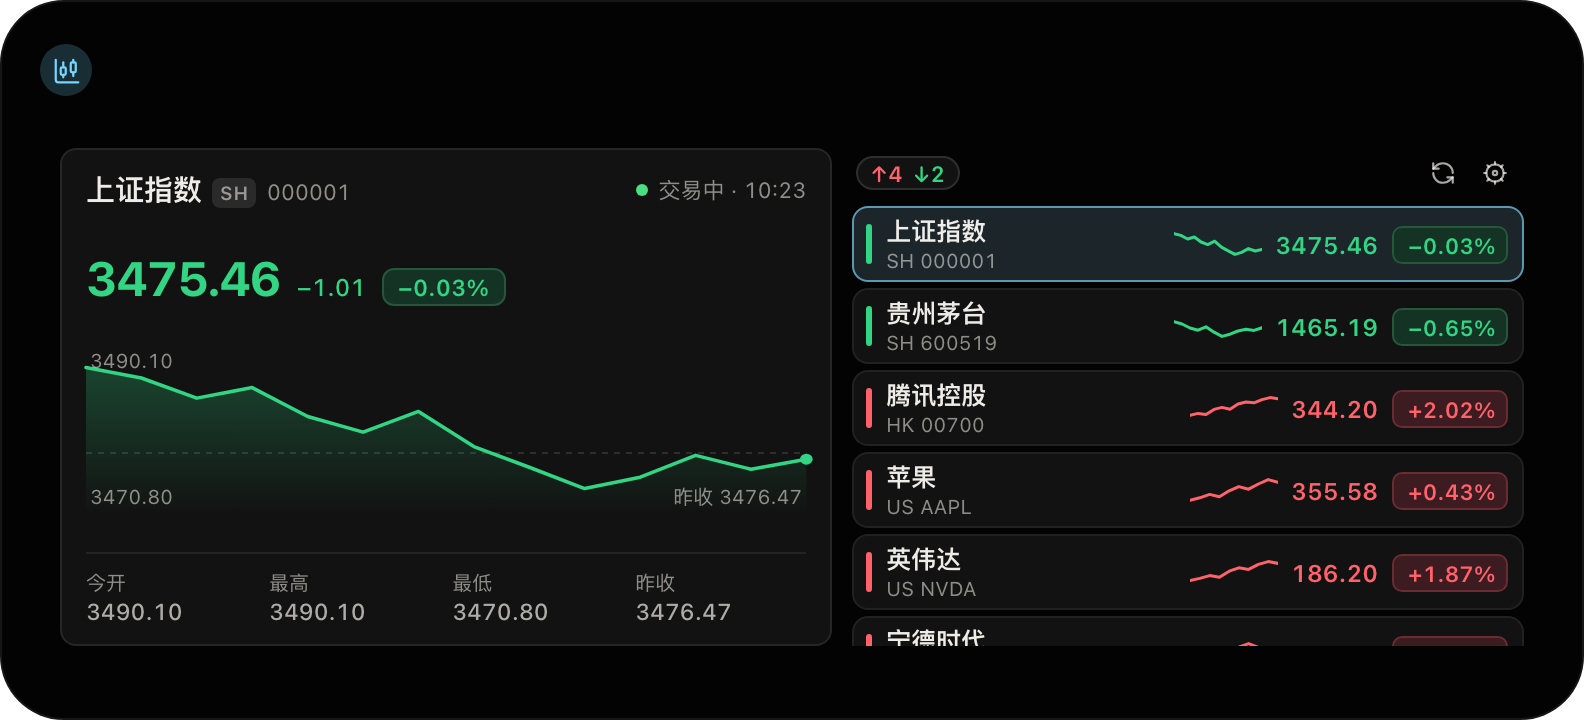 上证指数 SH 000001
交易中 · 10:23
3475.46 −1.01 −0.03%
3490.10
3470.80
昨收 3476.47
今开 最高 最低 昨收
3490.10 3490.10 3470.80 3476.47
↑4 ↓2
上证指数
SH 000001
3475.46 −0.03%
贵州茅台
SH 600519
1465.19 −0.65%
腾讯控股
HK 00700
344.20 +2.02%
苹果
US AAPL
355.58 +0.43%
英伟达
US NVDA
186.20 +1.87%
宁德时代